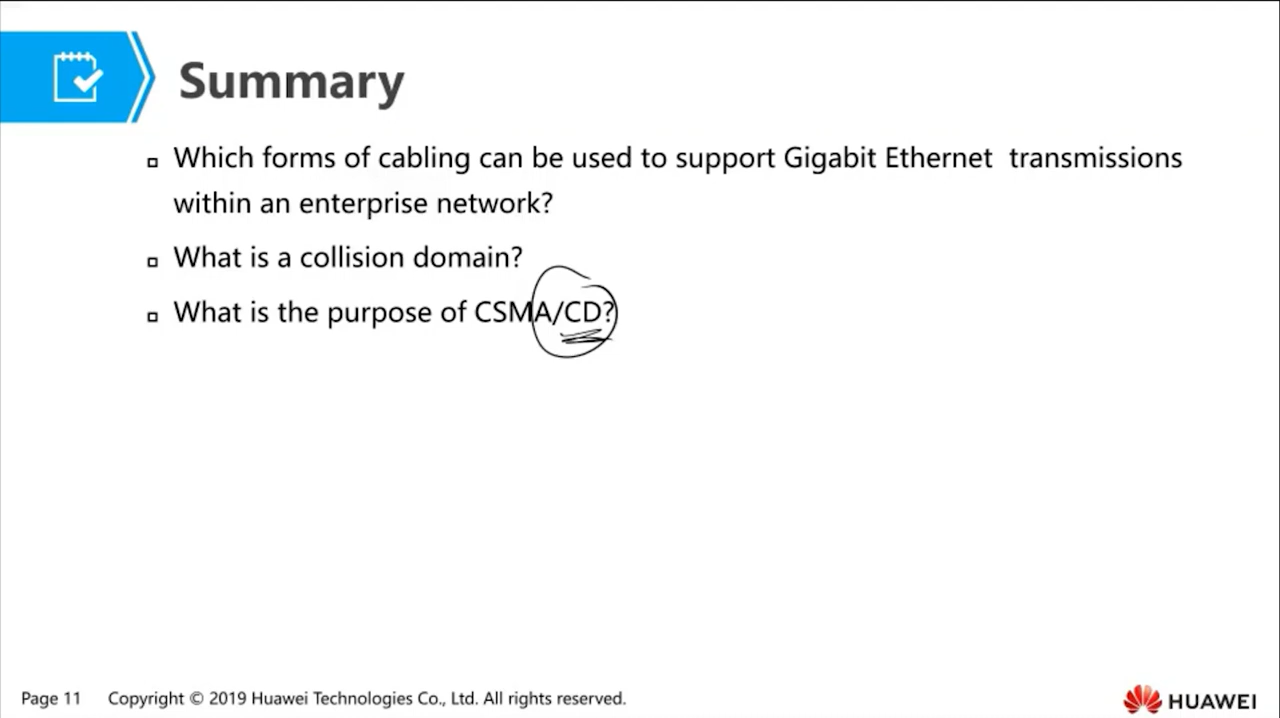 Summary
Which forms of cabling can be used to support Gigabit Ethernet transmissions
within an enterprise network?
What is a collision domain?
What is the purpose of CSMA/CD?
Page 11 Copyright © 2019 Huawei Technologies Co., Ltd. All rights reserved.
HUAWEI